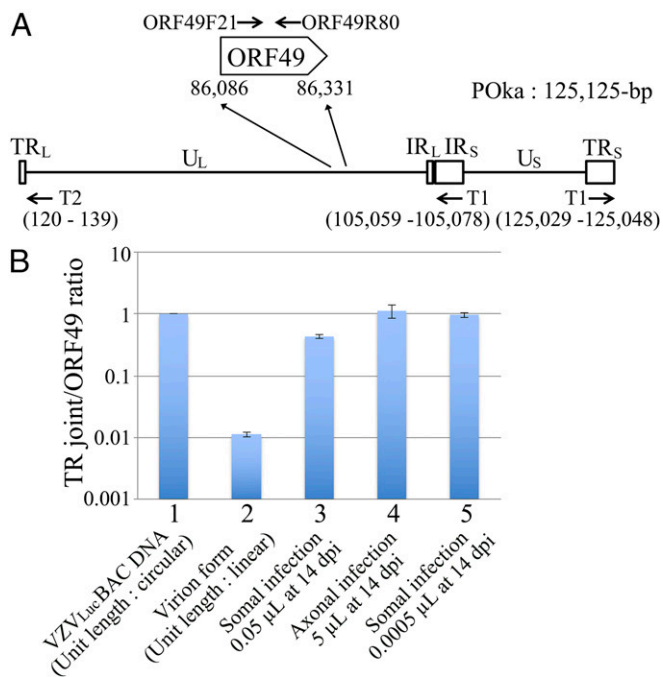 A
ORF49F21 ORF49R80
ORF49
86,086 86,331
POka : 125,125-bp
TRL UL IRL IRS US TRS
T2 T1 T1
(120 - 139) (105,059 -105,078) (125,029 -125,048)
B
TR joint/ORF49 ratio
10
1
0.1
0.01
0.001
1 2 3 4 5
VZVLucBAC DNA
(Unit length : circular)
Virion form
(Unit length : linear)
Somal infection
0.05 µL at 14 dpi
Axonal infection
5 µL at 14 dpi
Somal infection
0.0005 µL at 14 dpi